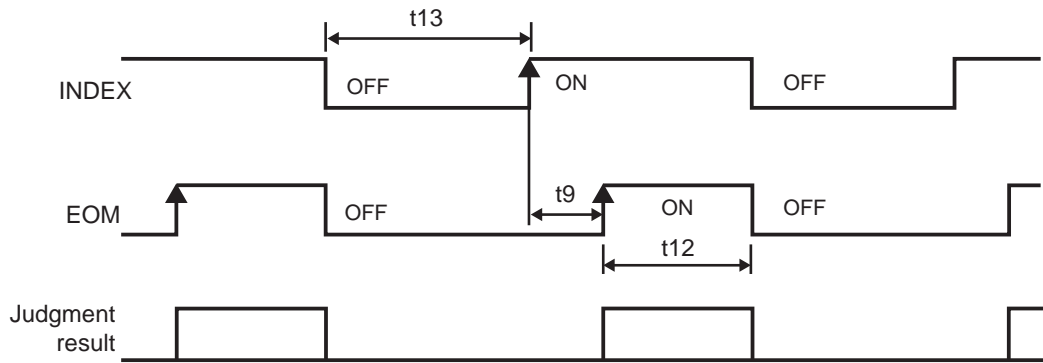 t13
INDEX
OFF
ON
OFF
t9
EOM
OFF
ON
OFF
t12
Judgment
result